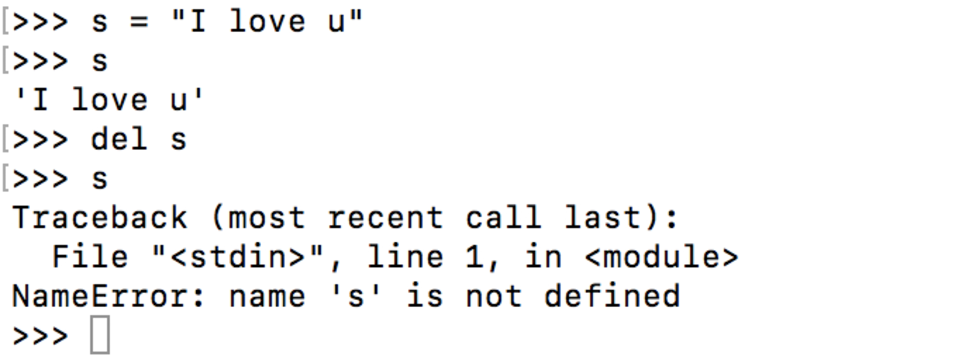 [>>> s = "I love u"
[>>> s
'I love u'
[>>> del s
[>>> s
Traceback (most recent call last):
  File "<stdin>", line 1, in <module>
NameError: name 's' is not defined
>>>